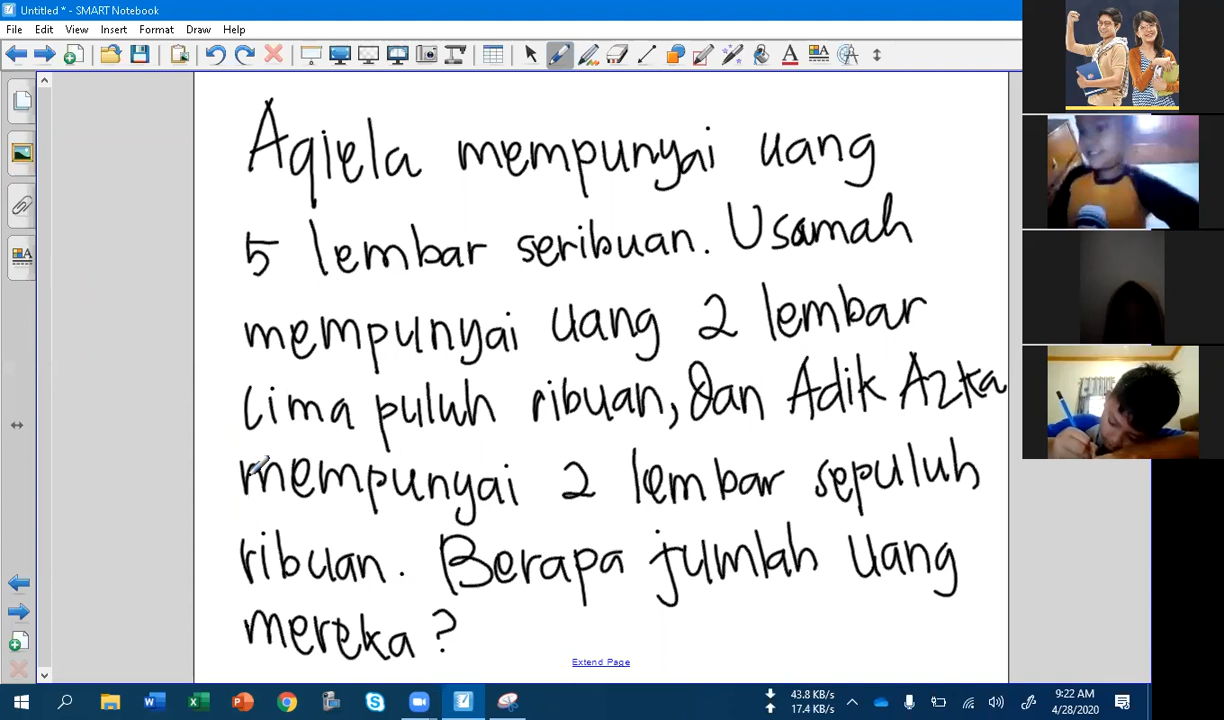 Untitled * - SMART Notebook
File Edit View Insert Format Draw Help
Aqiela mempunyai uang
5 lembar seribuan. Usamah
mempunyai uang 2 lembar
lima puluh ribuan, dan Adik Azka
mempunyai 2 lembar sepuluh
ribuan. Berapa jumlah uang
mereka?
Extend Page
43.8 KB/s
17.4 KB/s
9:22 AM
4/28/2020